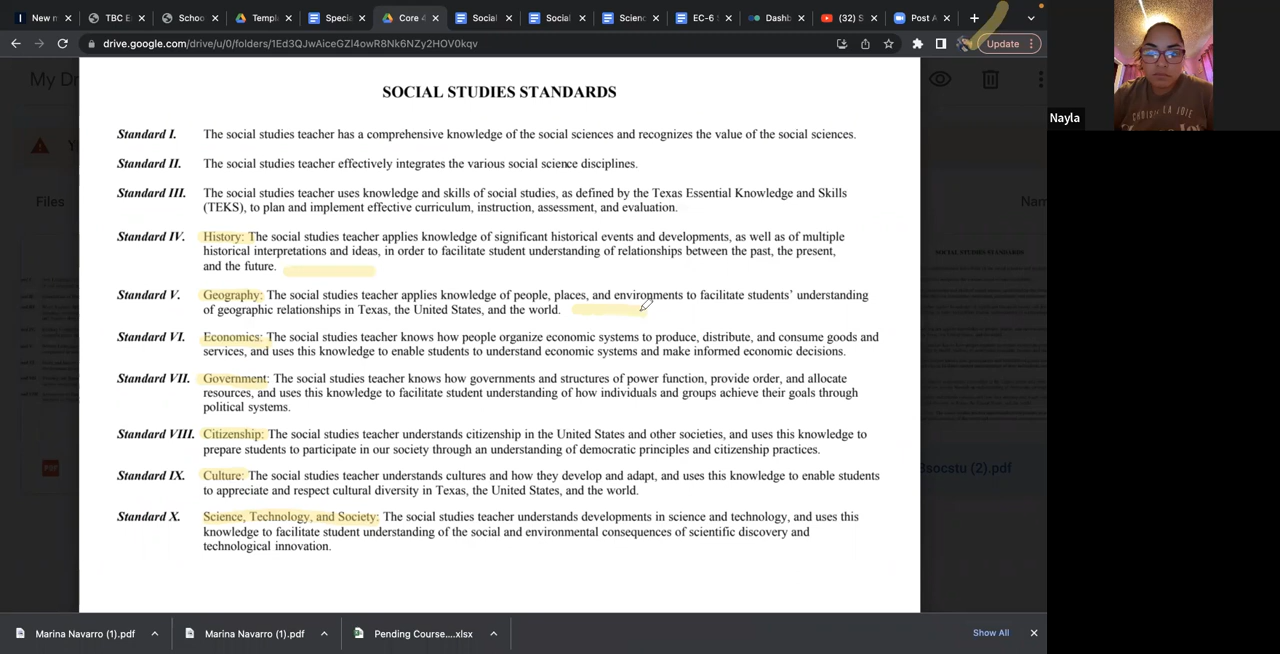 New n
TBC E
Schoo
Templ
Specia
Core 4
Social
Social
Scienc
EC-6
Dashb
(32) S
Post A
drive.google.com/drive/u/0/folders/1Ed3QJwAiceGZl4owR8Nk6NZy2HOV0kqv
Update
My Dr
Nayla
Files
Nam
SOCIAL STUDIES STANDARDS
Standard I. The social studies teacher has a comprehensive knowledge of the social sciences and recognizes the value of the social sciences.
Standard II. The social studies teacher effectively integrates the various social science disciplines.
Standard III. The social studies teacher uses knowledge and skills of social studies, as defined by the Texas Essential Knowledge and Skills
(TEKS), to plan and implement effective curriculum, instruction, assessment, and evaluation.
Standard IV. History: The social studies teacher applies knowledge of significant historical events and developments, as well as of multiple
historical interpretations and ideas, in order to facilitate student understanding of relationships between the past, the present,
and the future.
Standard V. Geography: The social studies teacher applies knowledge of people, places, and environments to facilitate students' understanding
of geographic relationships in Texas, the United States, and the world.
Standard VI. Economics: The social studies teacher knows how people organize economic systems to produce, distribute, and consume goods and
services, and uses this knowledge to enable students to understand economic systems and make informed economic decisions.
Standard VII. Government: The social studies teacher knows how governments and structures of power function, provide order, and allocate
resources, and uses this knowledge to facilitate student understanding of how individuals and groups achieve their goals through
political systems.
Standard VIII. Citizenship: The social studies teacher understands citizenship in the United States and other societies, and uses this knowledge to
prepare students to participate in our society through an understanding of democratic principles and citizenship practices.
Standard IX. Culture: The social studies teacher understands cultures and how they develop and adapt, and uses this knowledge to enable students
to appreciate and respect cultural diversity in Texas, the United States, and the world.
Standard X. Science, Technology, and Society: The social studies teacher understands developments in science and technology, and uses this
knowledge to facilitate student understanding of the social and environmental consequences of scientific discovery and
technological innovation.
SOCIAL STUDIES STANDARDS
socstu (2).pdf
PDF
Marina Navarro (1).pdf
Marina Navarro (1).pdf
Pending Course....xlsx
Show All